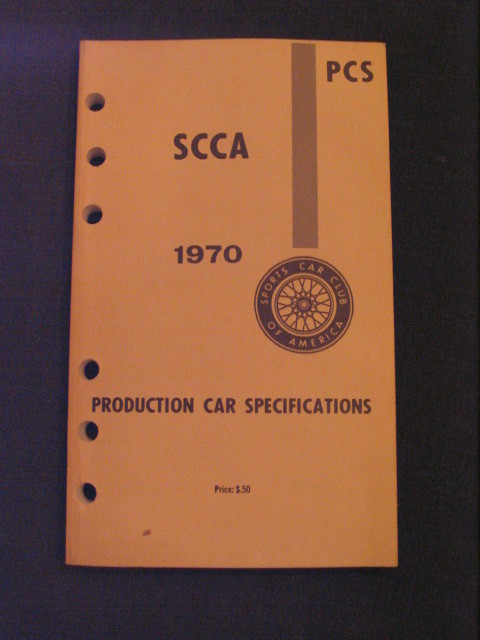 PCS
SCCA
1970
SPORTS CAR CLUB
OF AMERICA
PRODUCTION CAR SPECIFICATIONS
Price: $.50